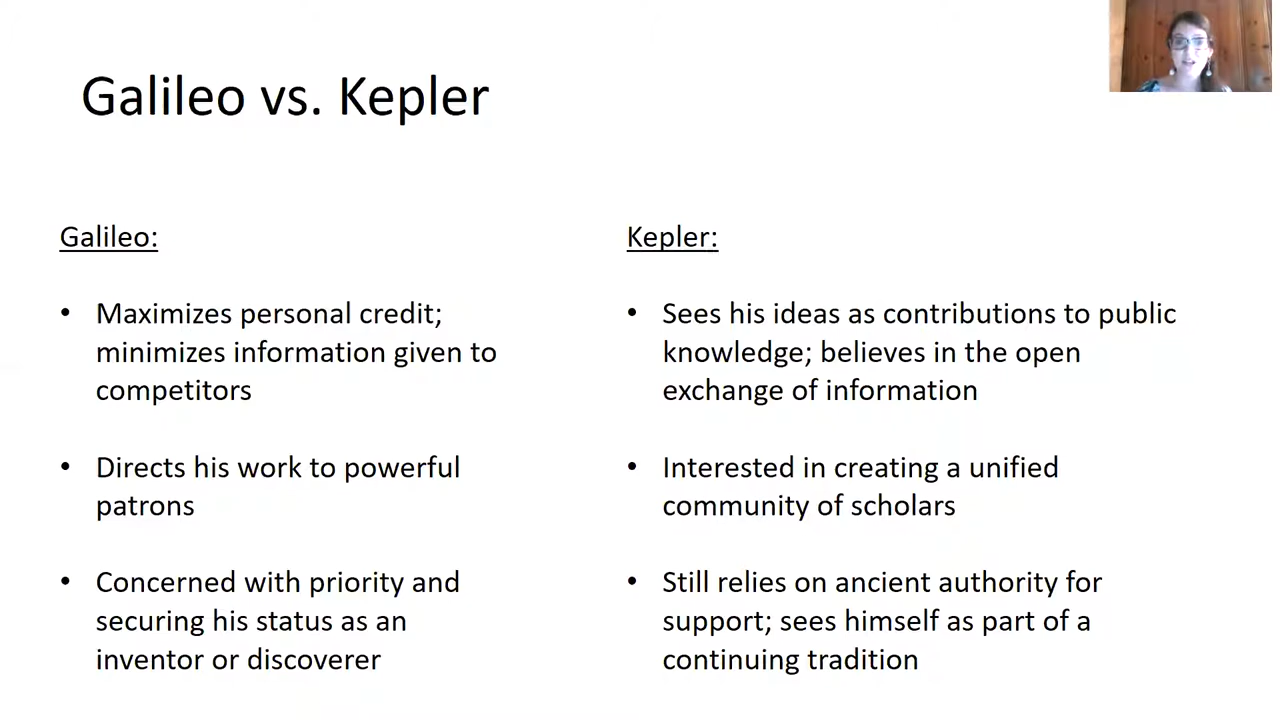 Galileo vs. Kepler
Galileo:
• Maximizes personal credit;
minimizes information given to
competitors
• Directs his work to powerful
patrons
• Concerned with priority and
securing his status as an
inventor or discoverer
Kepler:
• Sees his ideas as contributions to public
knowledge; believes in the open
exchange of information
• Interested in creating a unified
community of scholars
• Still relies on ancient authority for
support; sees himself as part of a
continuing tradition